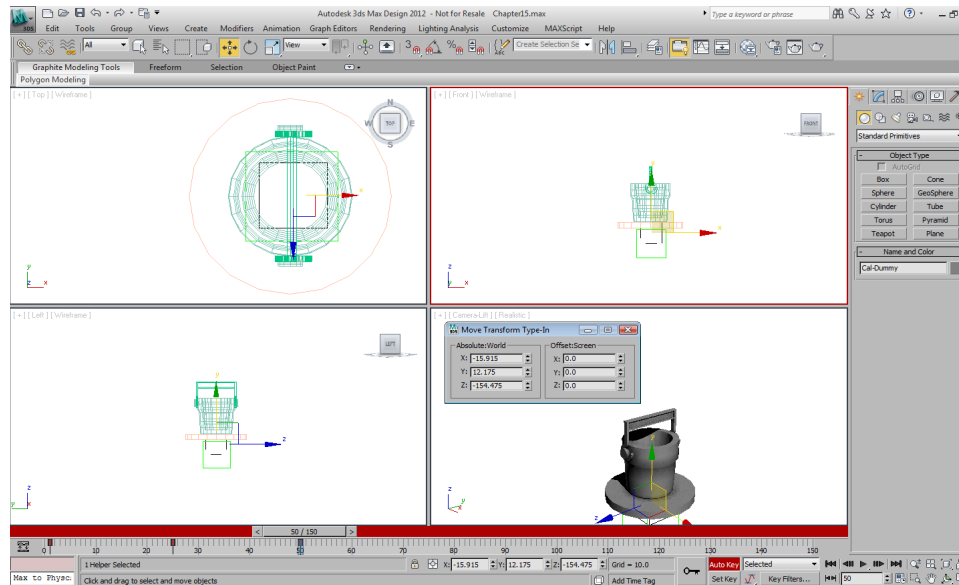 Autodesk 3ds Max Design 2012 - Not for Resale Chapter15.max
Type a keyword or phrase
3DS
Edit Tools Group Views Create Modifiers Animation Graph Editors Rendering Lighting Analysis Customize MAXScript Help
All View 3 Create Selection Se
Graphite Modeling Tools Freeform Selection Object Paint
Polygon Modeling
[ + ] [ Top ] [ Wireframe ]
N
W TOP E
S
x
y
z x
[ + ] [ Front ] [ Wireframe ]
FRONT
y
x
z
y x
Standard Primitives
- Object Type
AutoGrid
Box Cone
Sphere GeoSphere
Cylinder Tube
Torus Pyramid
Teapot Plane
- Name and Color
Cal-Dummy
[ + ] [ Left ] [ Wireframe ]
LEFT
y
z
z
y x
[ + ] [ Camera-Lift ] [ Realistic ]
Move Transform Type-In
Absolute:World Offset:Screen
X: -15.915 X: 0.0
Y: 12.175 Y: 0.0
Z: -154.475 Z: 0.0
y
z
z
y
x
< 50 / 150 >
0 10 20 30 40 50 60 70 80 90 100 110 120 130 140 150
1 Helper Selected X: -15.915 Y: 12.175 Z: -154.475 Grid = 10.0 Auto Key Selected
Max to Physc: Click and drag to select and move objects Add Time Tag Set Key Key Filters... 50